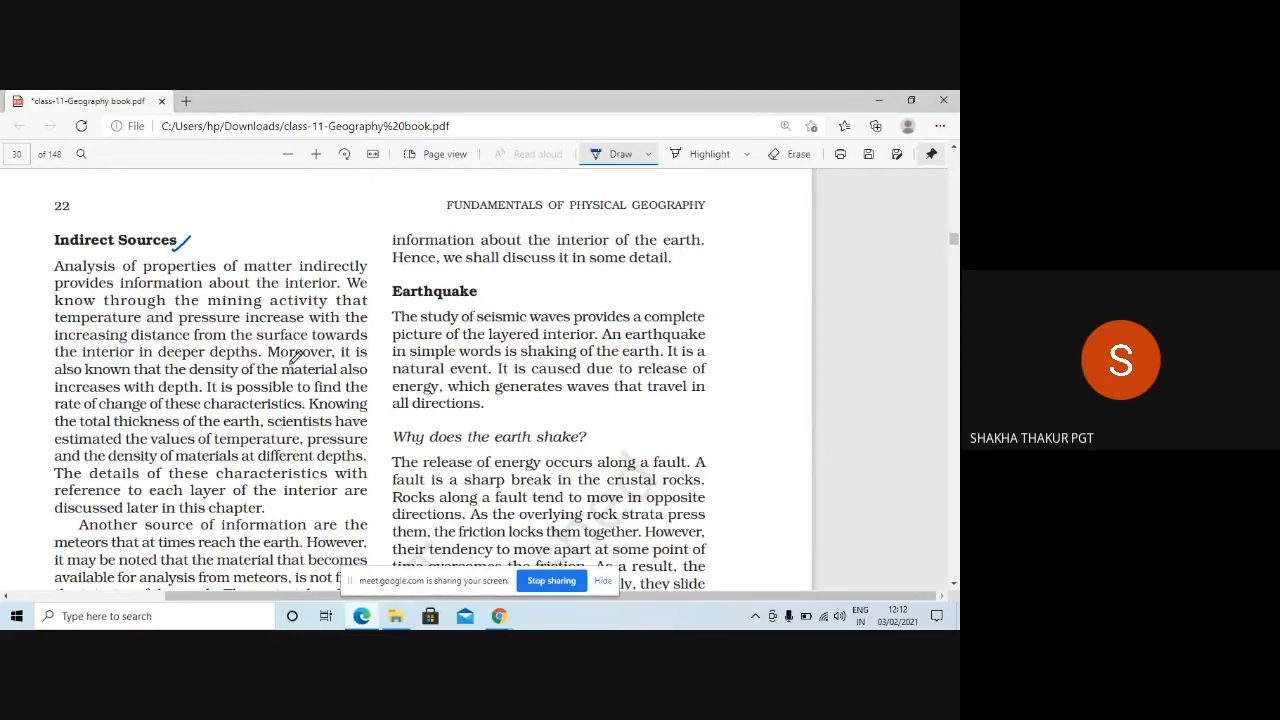 *class-11-Geography book.pdf
File
C:/Users/hp/Downloads/class-11-Geography%20book.pdf
30 of 148
Page view
Read aloud
Draw
Highlight
Erase
22
FUNDAMENTALS OF PHYSICAL GEOGRAPHY
Indirect Sources
Analysis of properties of matter indirectly
provides information about the interior. We
know through the mining activity that
temperature and pressure increase with the
increasing distance from the surface towards
the interior in deeper depths. Moreover, it is
also known that the density of the material also
increases with depth. It is possible to find the
rate of change of these characteristics. Knowing
the total thickness of the earth, scientists have
estimated the values of temperature, pressure
and the density of materials at different depths.
The details of these characteristics with
reference to each layer of the interior are
discussed later in this chapter.
Another source of information are the
meteors that at times reach the earth. However,
it may be noted that the material that becomes
available for analysis from meteors, is not
information about the interior of the earth.
Hence, we shall discuss it in some detail.
Earthquake
The study of seismic waves provides a complete
picture of the layered interior. An earthquake
in simple words is shaking of the earth. It is a
natural event. It is caused due to release of
energy, which generates waves that travel in
all directions.
Why does the earth shake?
The release of energy occurs along a fault. A
fault is a sharp break in the crustal rocks.
Rocks along a fault tend to move in opposite
directions. As the overlying rock strata press
them, the friction locks them together. However,
their tendency to move apart at some point of
time overcomes the friction. As a result, the
they slide
meet.google.com is sharing your screen.
Stop sharing
Hide
S
SHAKHA THAKUR PGT
Type here to search
ENG
IN
12:12
03/02/2021